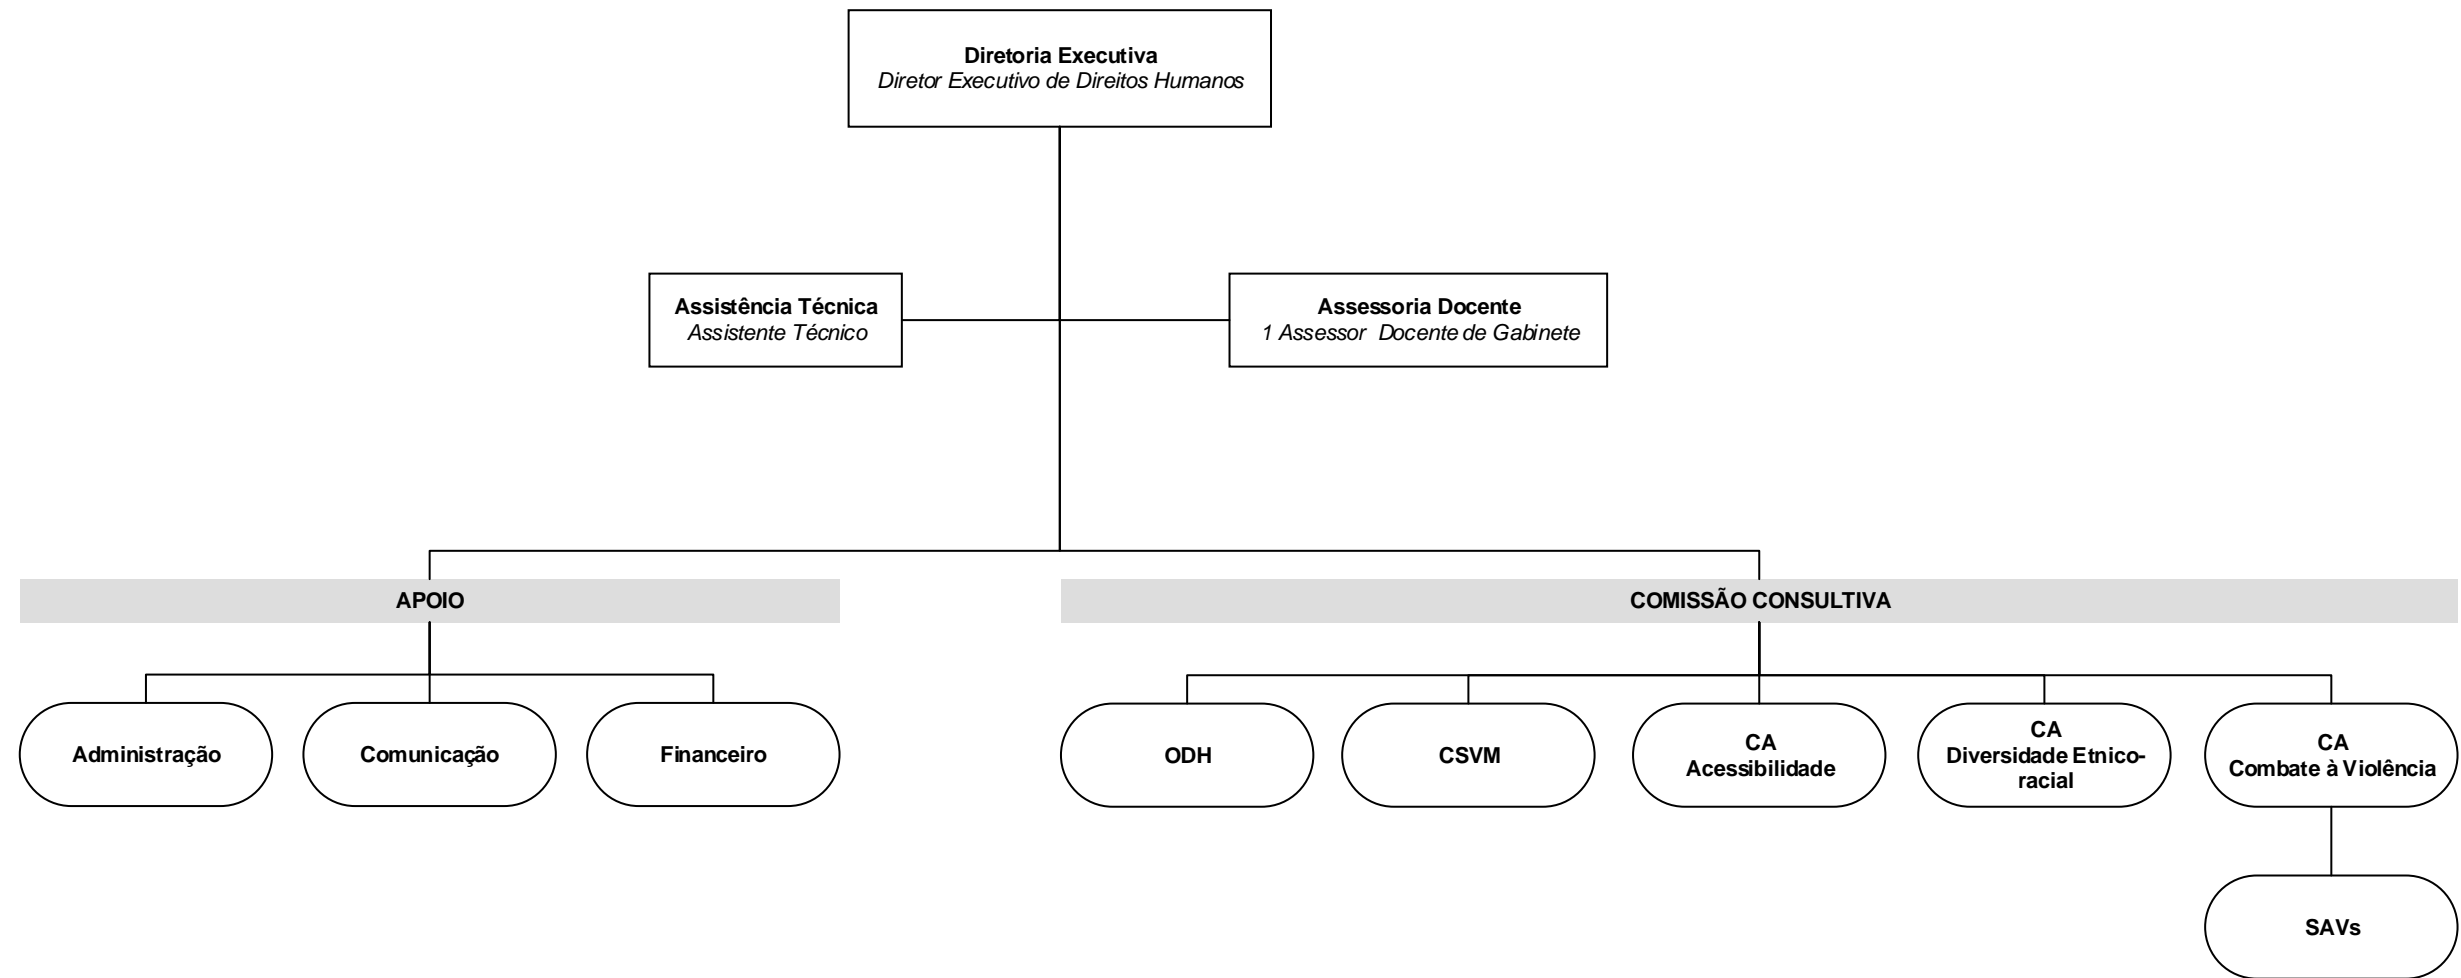 Diretoria Executiva
Diretor Executivo de Direitos Humanos
Assistência Técnica
Assistente Técnico
Assessoria Docente
1 Assessor  Docente de Gabinete
APOIO
COMISSÃO CONSULTIVA
Administração
Comunicação
Financeiro
ODH
CSVM
CA
Acessibilidade
CA
Diversidade Etnico-
racial
CA
Combate à Violência
SAVs